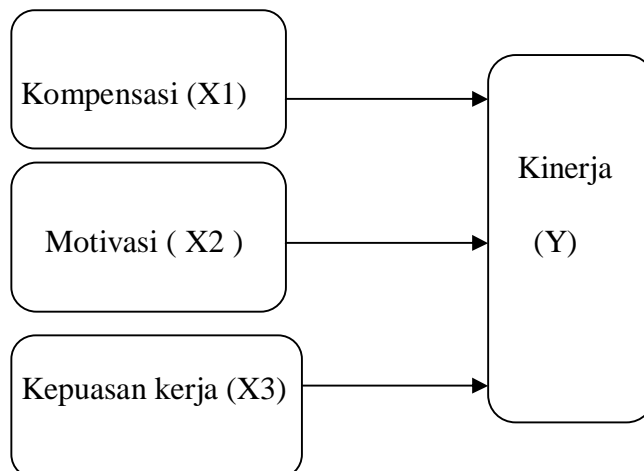 Kompensasi (X1)
Motivasi ( X2 )
Kepuasan kerja (X3)
Kinerja
(Y)